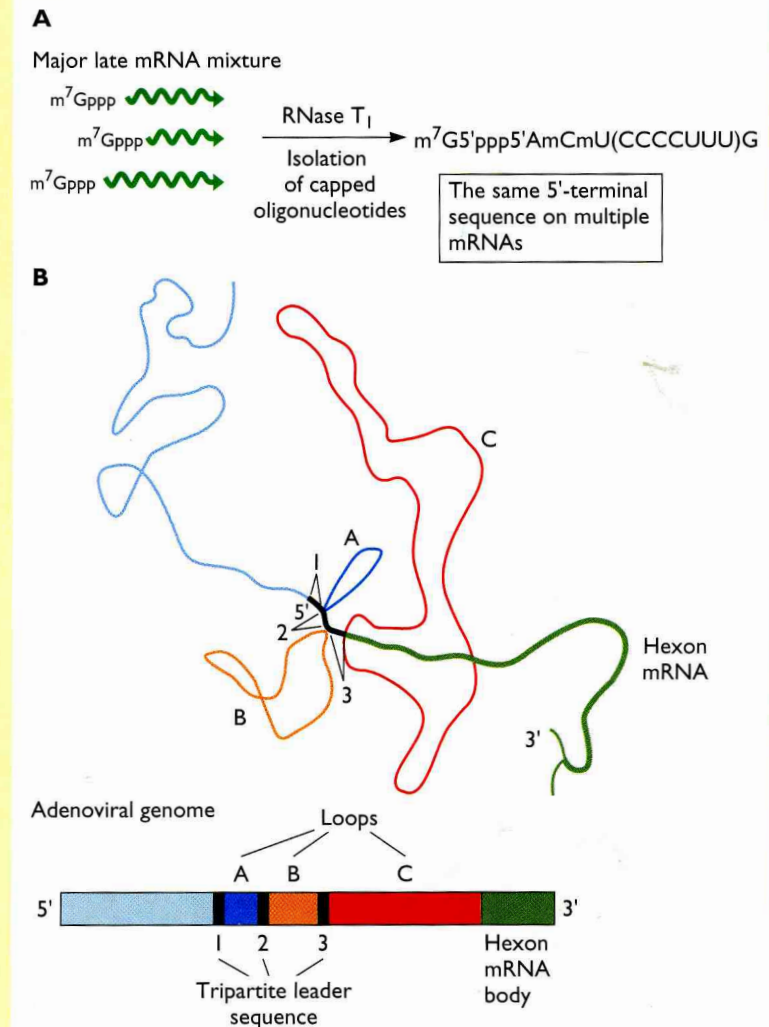 A
Major late mRNA mixture
m⁷Gppp
m⁷Gppp
m⁷Gppp
RNase T₁
Isolation
of capped
oligonucleotides
m⁷G5'ppp5'AmCmU(CCCCUUU)G
The same 5'-terminal
sequence on multiple
mRNAs
B
C
A
1
5'
2
B
3
Hexon
mRNA
3'
Adenoviral genome
Loops
A B C
5' 3'
1 2 3
Tripartite leader
sequence
Hexon
mRNA
body